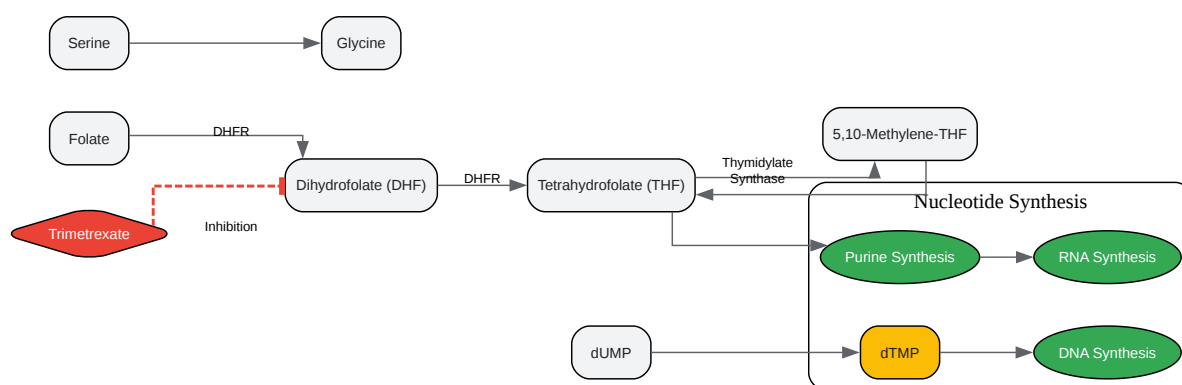 Serine
Glycine
Folate
DHFR
5,10-Methylene-THF
Dihydrofolate (DHF)
DHFR
Tetrahydrofolate (THF)
Thymidylate
Synthase
Nucleotide Synthesis
Trimetrexate
Inhibition
Purine Synthesis
RNA Synthesis
dUMP
dTMP
DNA Synthesis